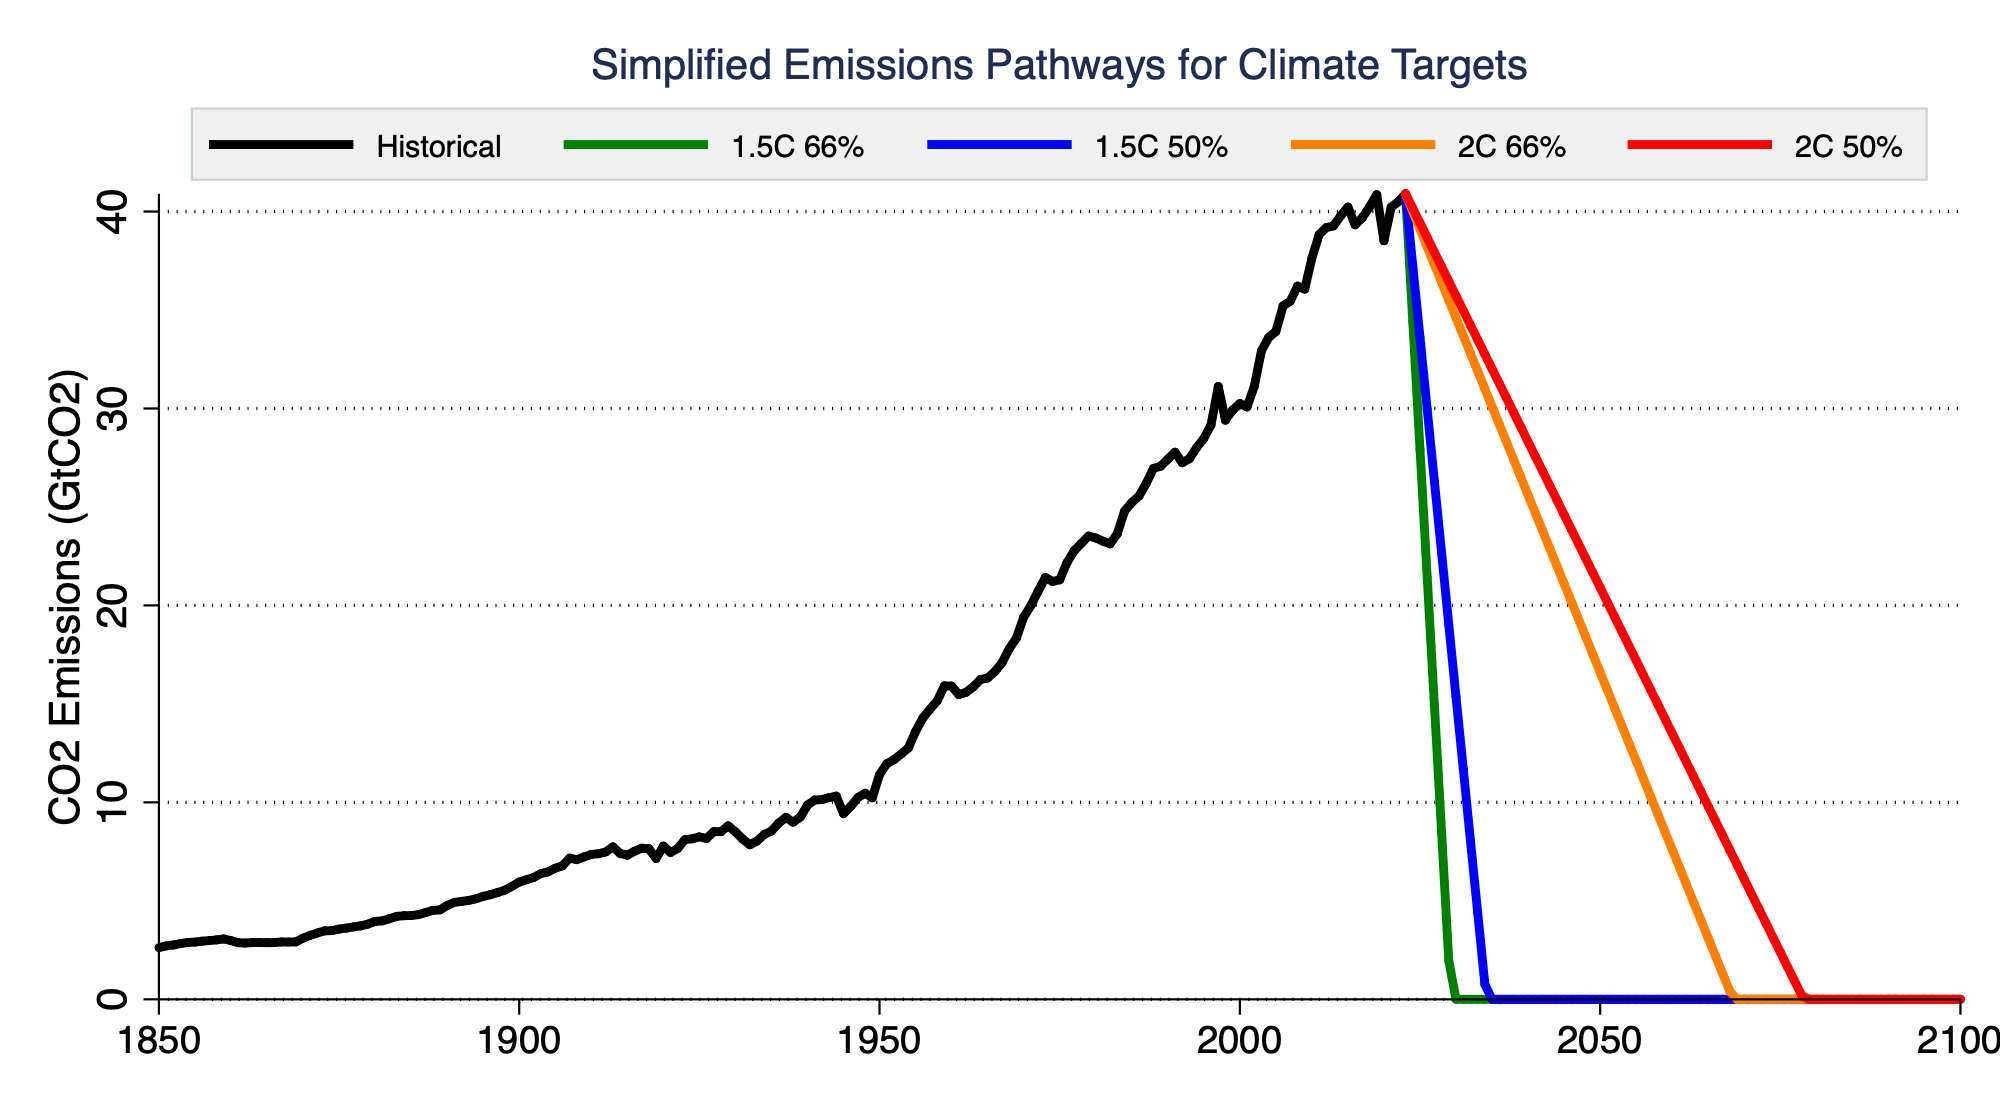 Simplified Emissions Pathways for Climate Targets
Historical 1.5C 66% 1.5C 50% 2C 66% 2C 50%
CO2 Emissions (GtCO2)
40
30
20
10
0
1850 1900 1950 2000 2050 2100